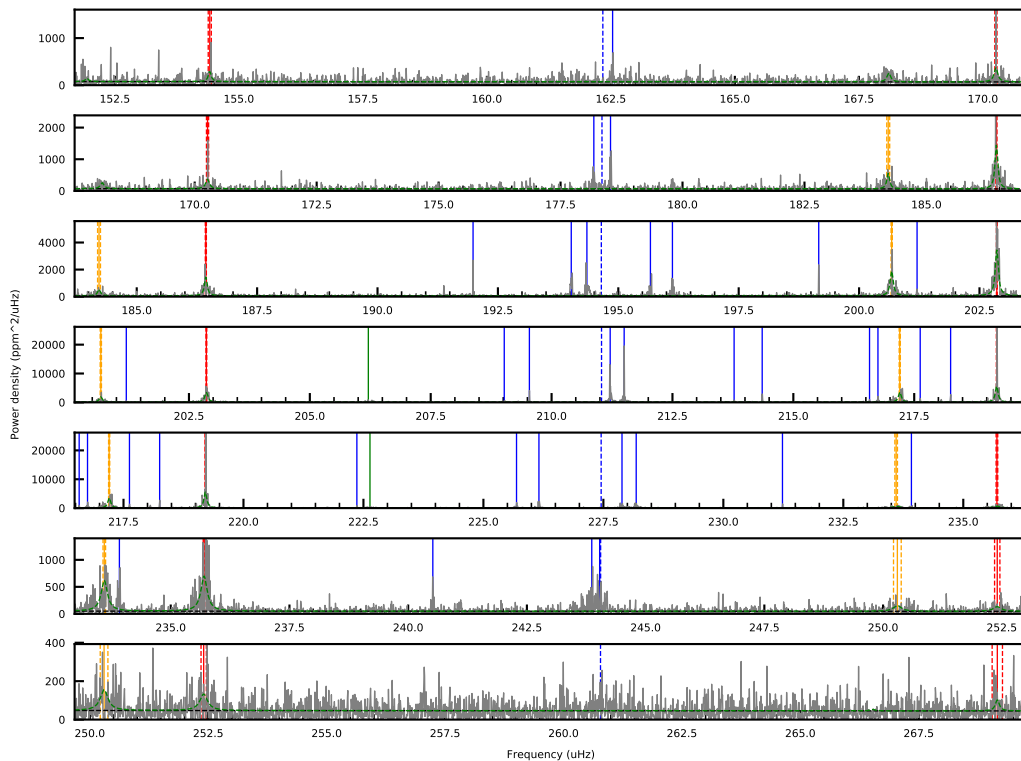 1000
0
152.5 155.0 157.5 160.0 162.5 165.0 167.5 170.0
2000
1000
0
170.0 172.5 175.0 177.5 180.0 182.5 185.0
4000
2000
0
185.0 187.5 190.0 192.5 195.0 197.5 200.0 202.5
20000
10000
0
202.5 205.0 207.5 210.0 212.5 215.0 217.5
Power density (ppm^2/uHz)
20000
10000
0
217.5 220.0 222.5 225.0 227.5 230.0 232.5 235.0
1000
500
0
235.0 237.5 240.0 242.5 245.0 247.5 250.0 252.5
400
200
0
250.0 252.5 255.0 257.5 260.0 262.5 265.0 267.5
Frequency (uHz)